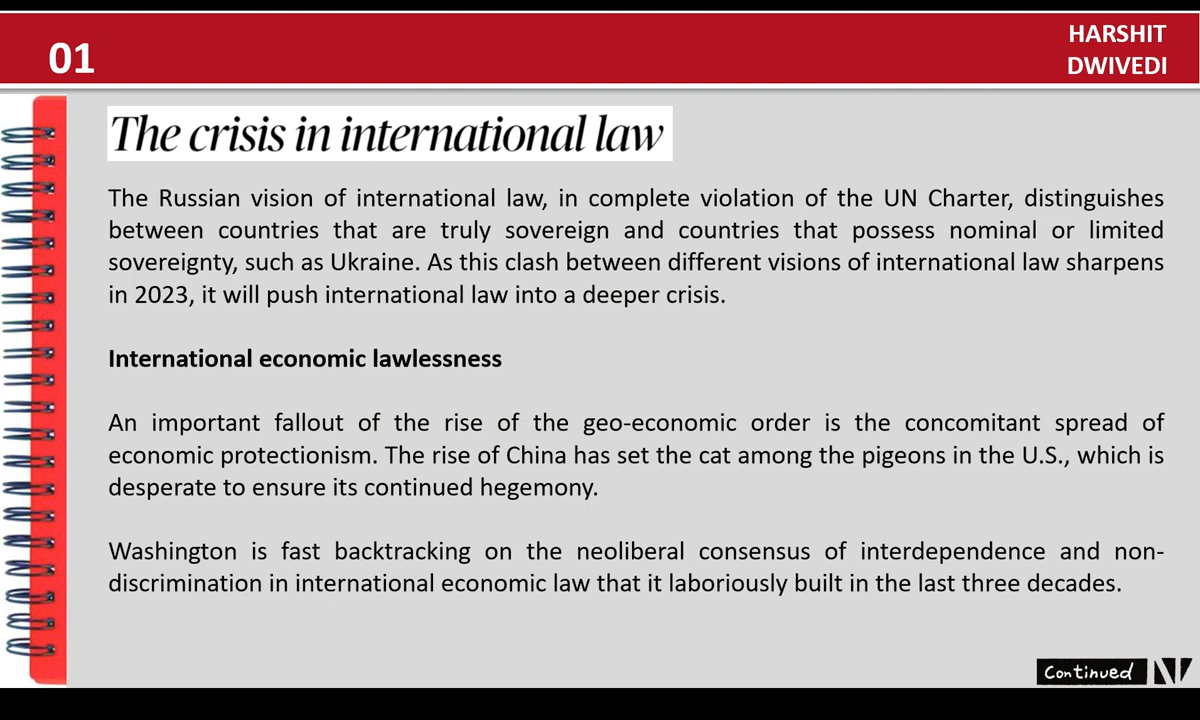 01
HARSHIT
DWIVEDI
The crisis in international law
The Russian vision of international law, in complete violation of the UN Charter, distinguishes
between countries that are truly sovereign and countries that possess nominal or limited
sovereignty, such as Ukraine. As this clash between different visions of international law sharpens
in 2023, it will push international law into a deeper crisis.
International economic lawlessness
An important fallout of the rise of the geo-economic order is the concomitant spread of
economic protectionism. The rise of China has set the cat among the pigeons in the U.S., which is
desperate to ensure its continued hegemony.
Washington is fast backtracking on the neoliberal consensus of interdependence and non-
discrimination in international economic law that it laboriously built in the last three decades.
Continued